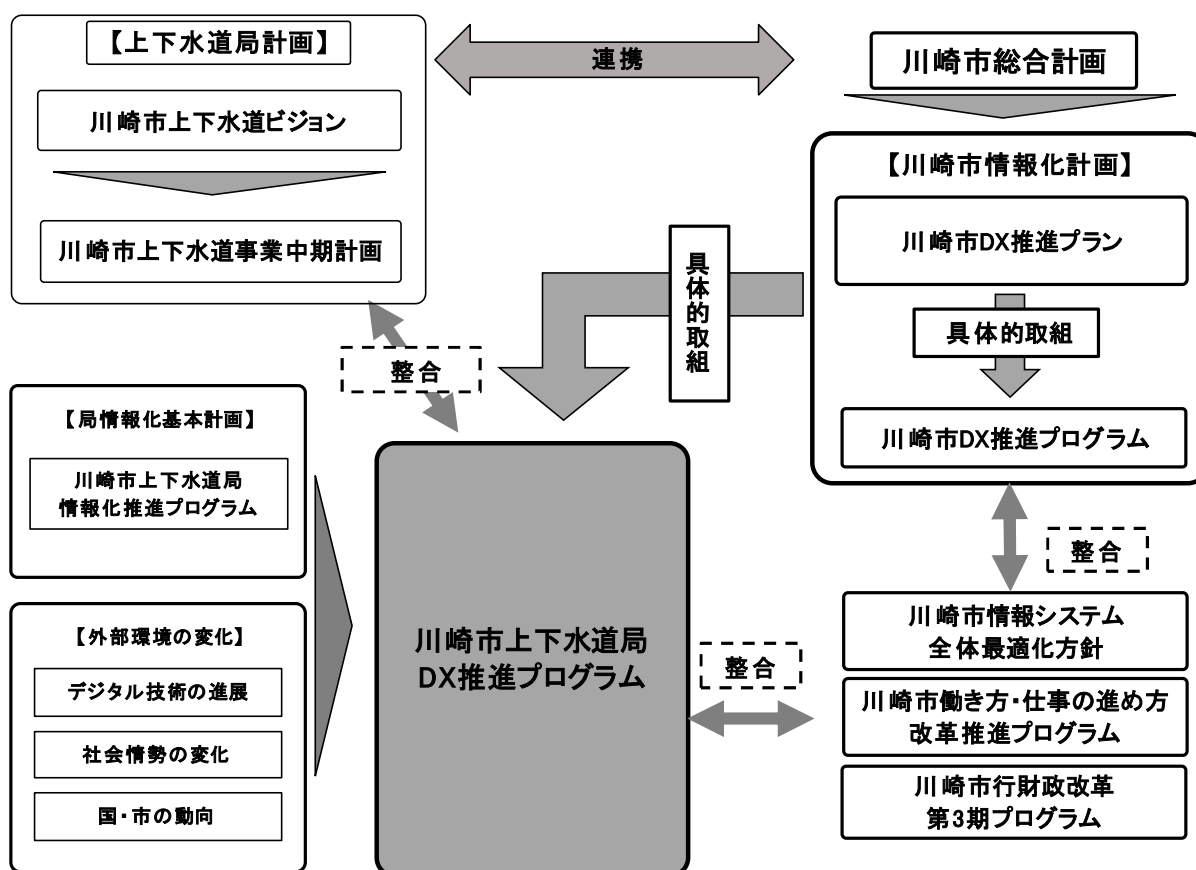 【上下水道局計画】
川崎市上下水道ビジョン
川崎市上下水道事業中期計画
連携
川崎市総合計画
【川崎市情報化計画】
川崎市DX推進プラン
具体的取組
川崎市DX推進プログラム
具体的取組
整合
【局情報化基本計画】
川崎市上下水道局
情報化推進プログラム
【外部環境の変化】
デジタル技術の進展
社会情勢の変化
国・市の動向
川崎市上下水道局
DX推進プログラム
整合
整合
川崎市情報システム
全体最適化方針
川崎市働き方・仕事の進め方
改革推進プログラム
川崎市行財政改革
第3期プログラム